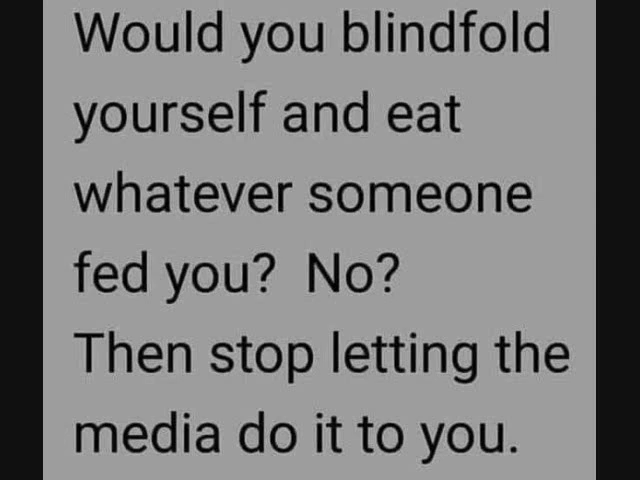 Would you blindfold
yourself and eat
whatever someone
fed you?  No?
Then stop letting the
media do it to you.